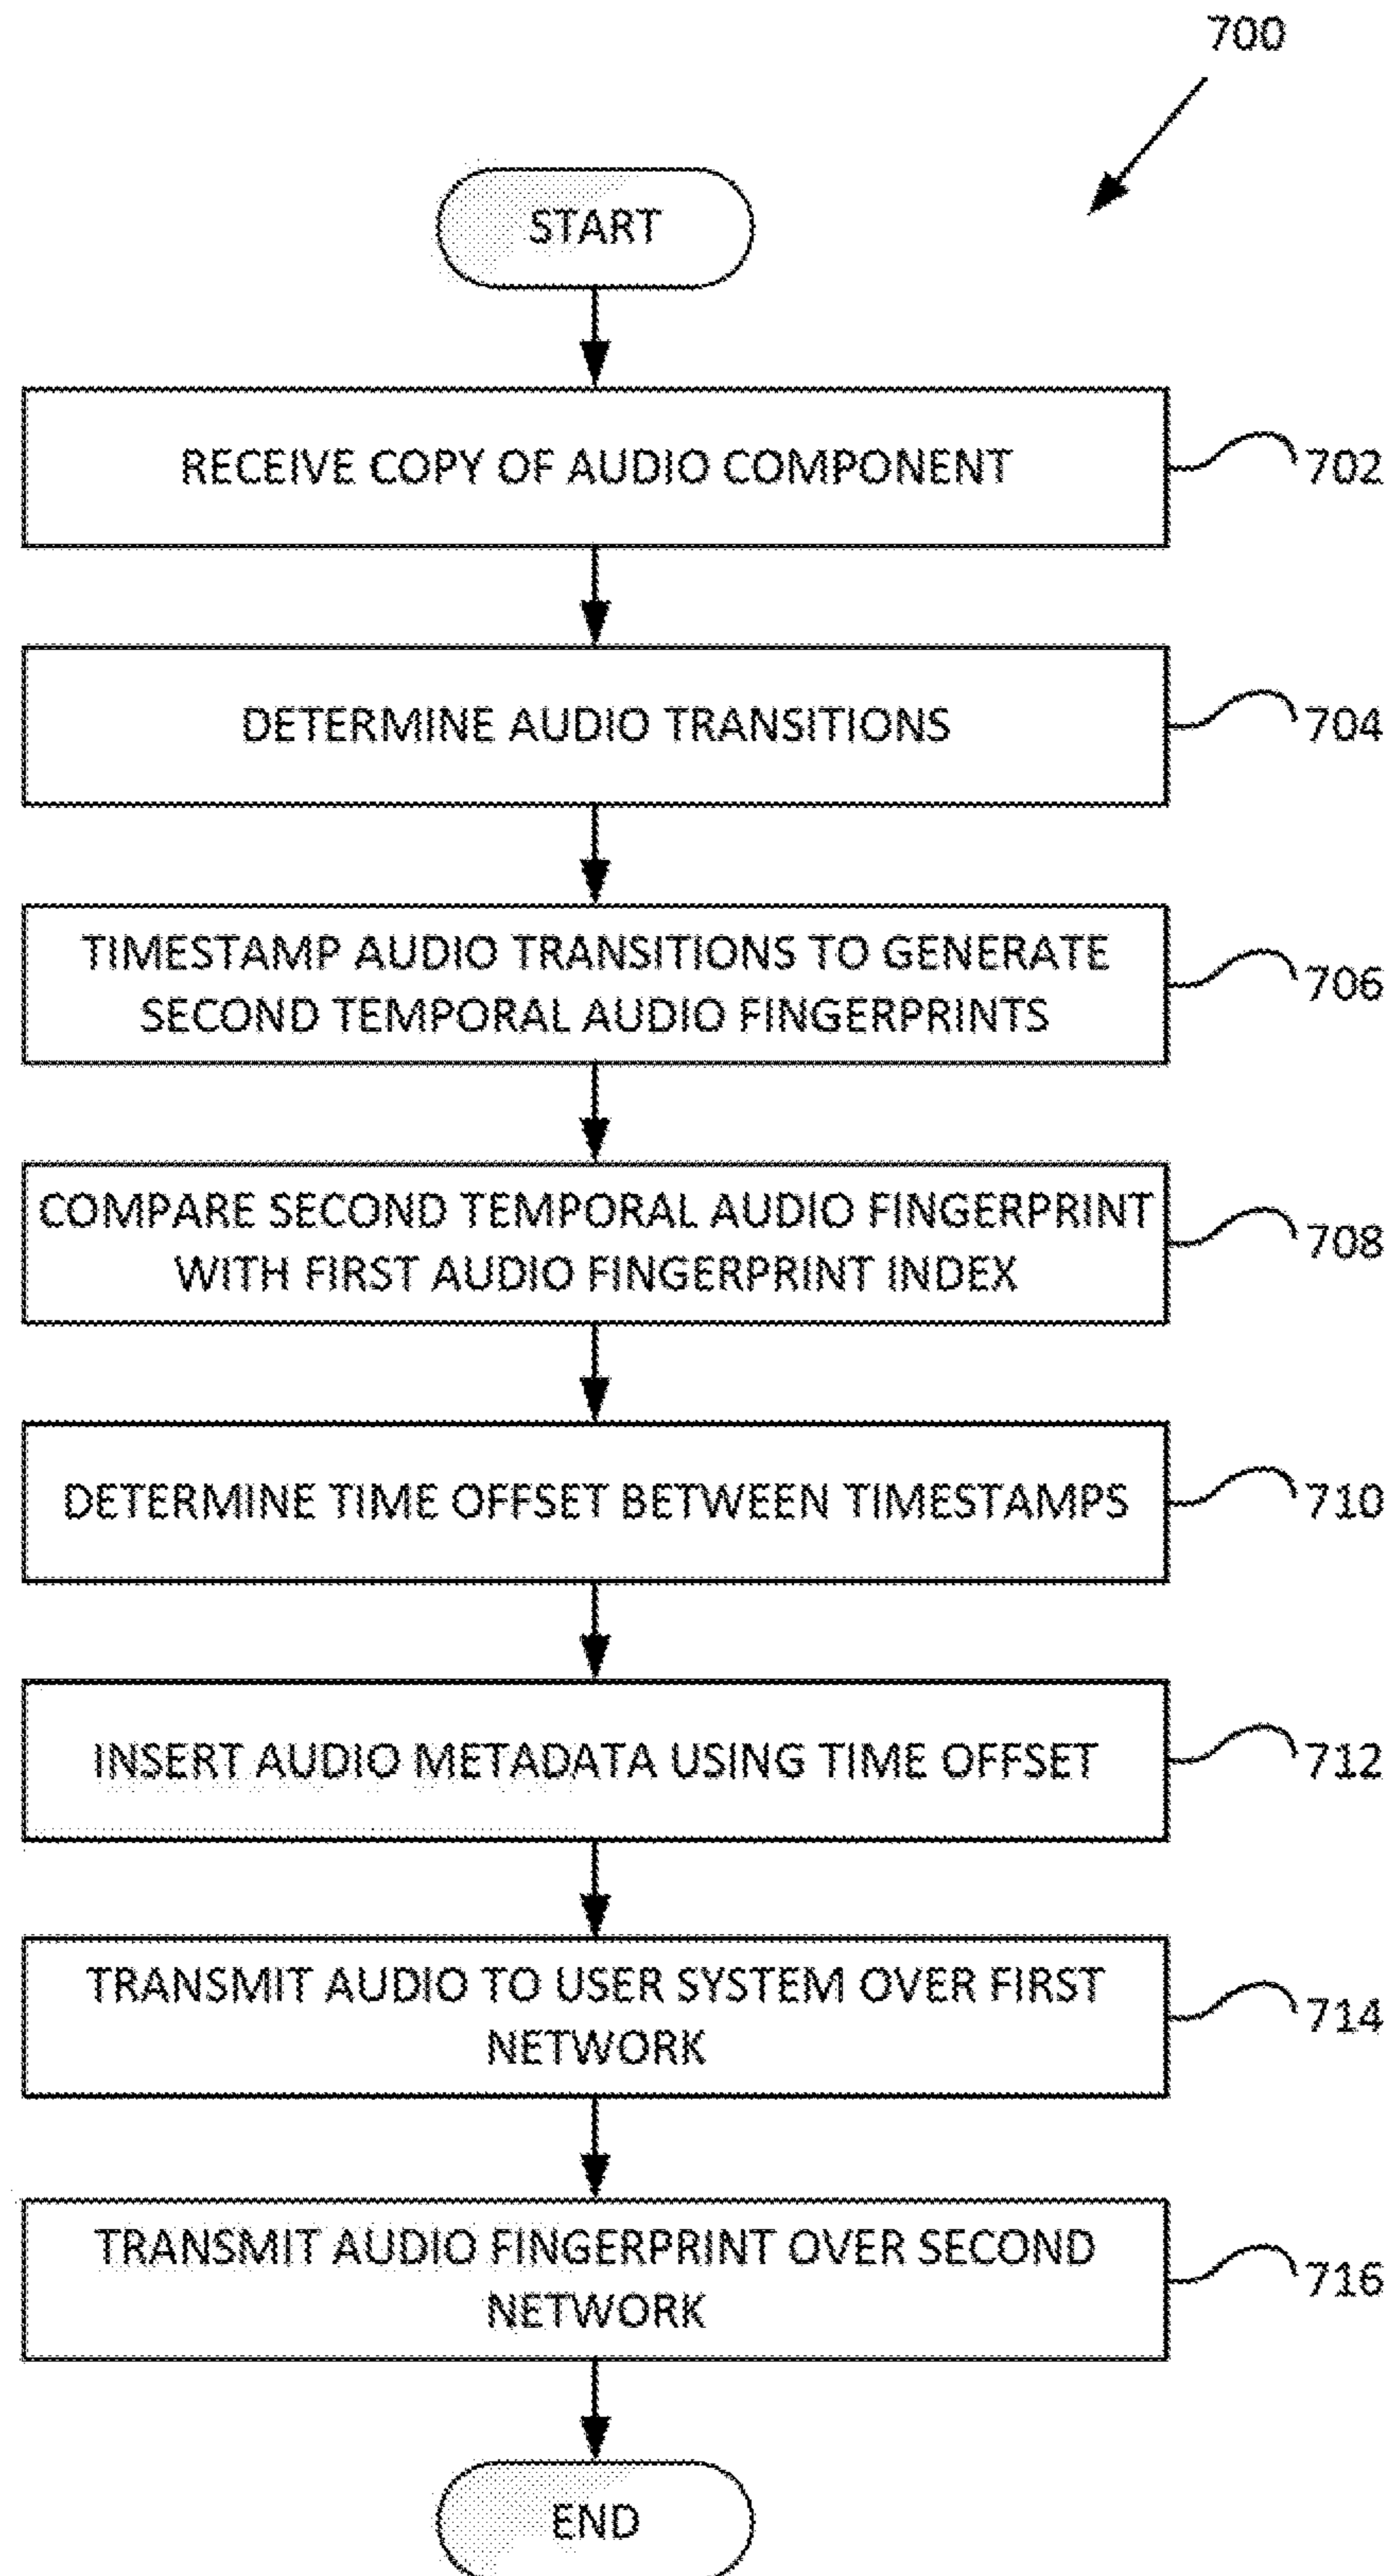 700
START
RECEIVE COPY OF AUDIO COMPONENT
702
DETERMINE AUDIO TRANSITIONS
704
TIMESTAMP AUDIO TRANSITIONS TO GENERATE
SECOND TEMPORAL AUDIO FINGERPRINTS
706
COMPARE SECOND TEMPORAL AUDIO FINGERPRINT
WITH FIRST AUDIO FINGERPRINT INDEX
708
DETERMINE TIME OFFSET BETWEEN TIMESTAMPS
710
INSERT AUDIO METADATA USING TIME OFFSET
712
TRANSMIT AUDIO TO USER SYSTEM OVER FIRST
NETWORK
714
TRANSMIT AUDIO FINGERPRINT OVER SECOND
NETWORK
716
END